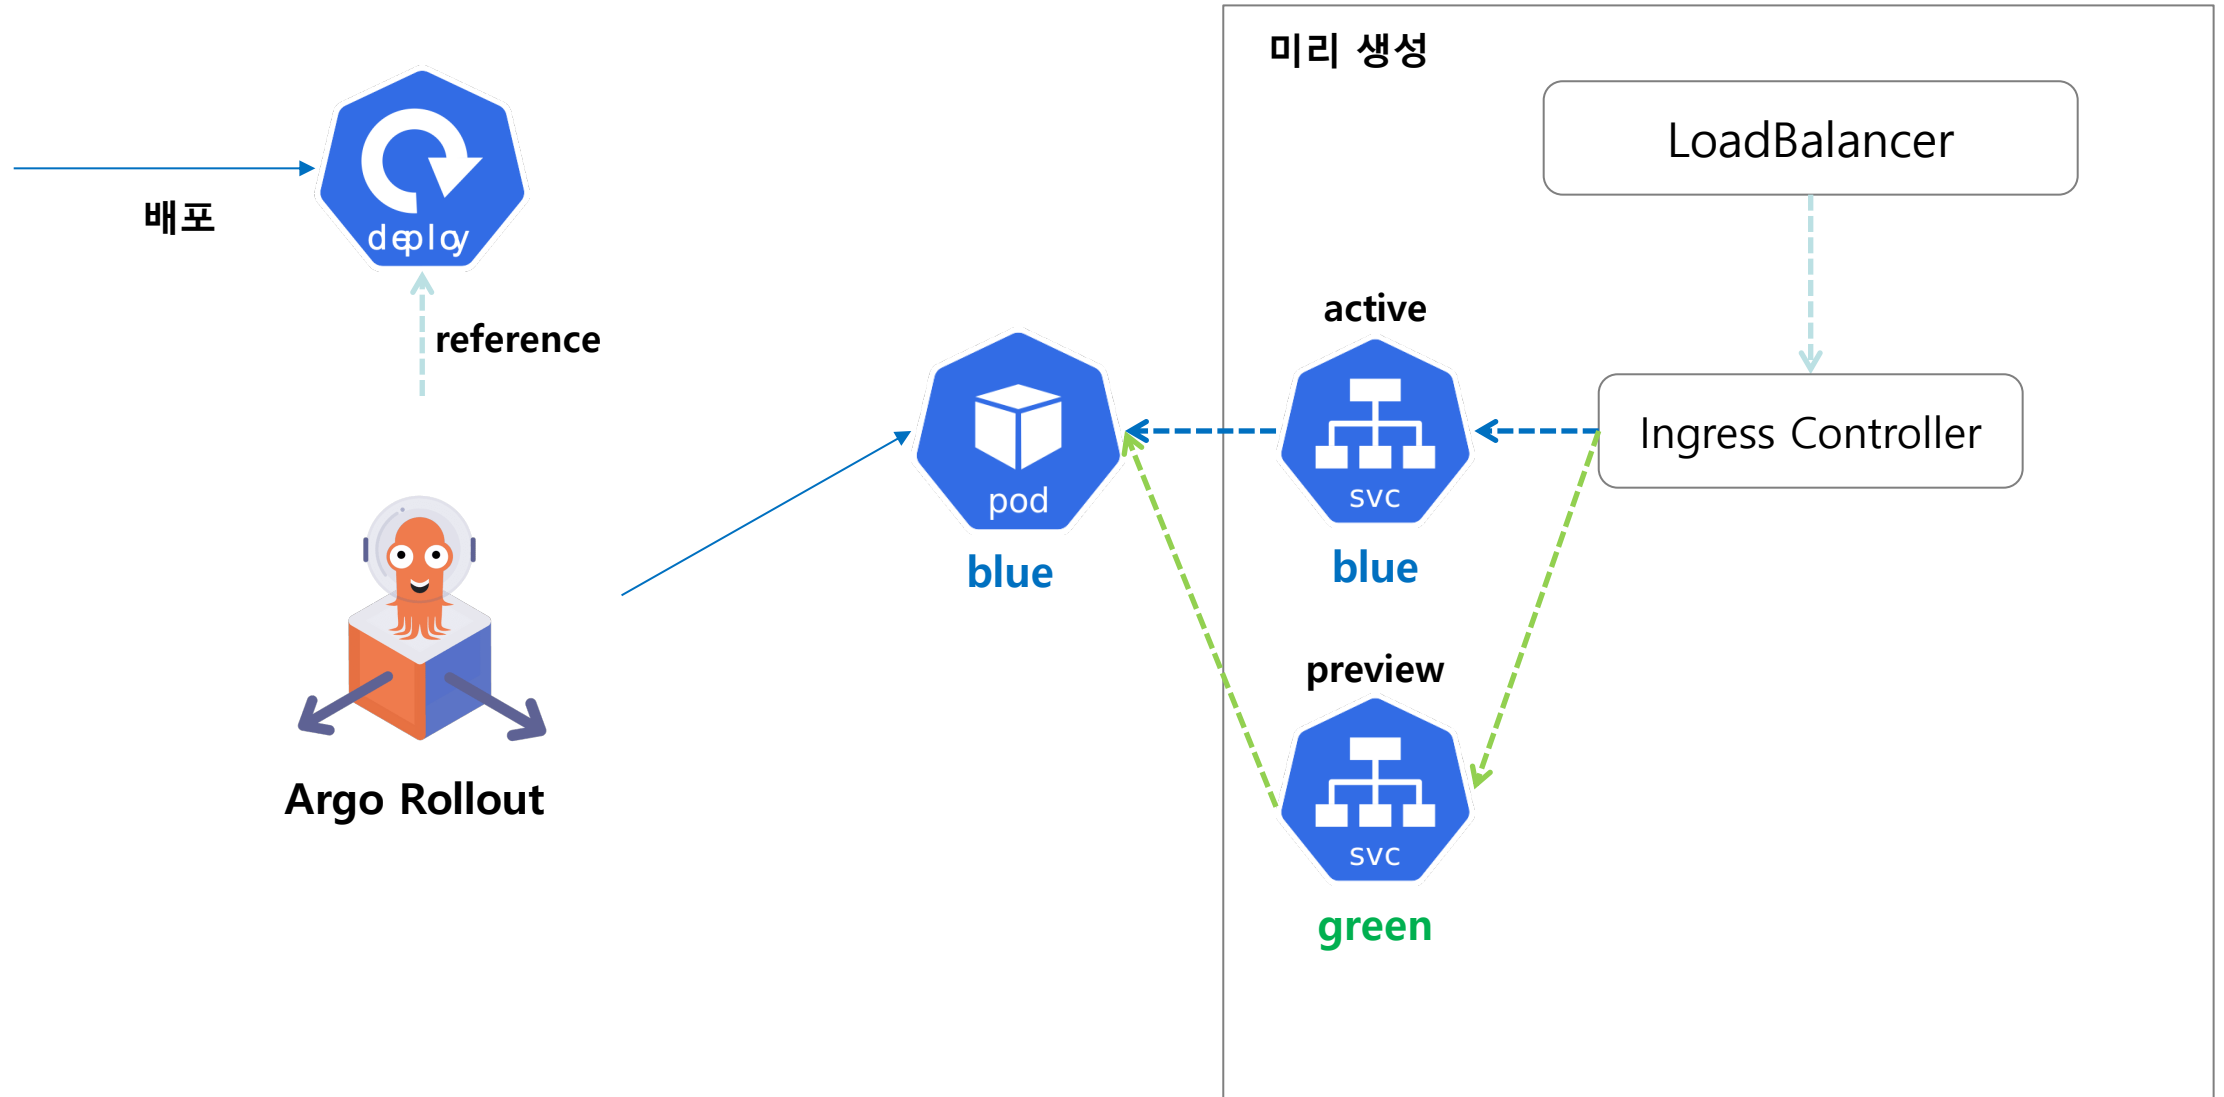 미리 생성
LoadBalancer
배포
deploy
reference
active
Ingress Controller
pod
svc
blue
blue
preview
Argo Rollout
svc
green